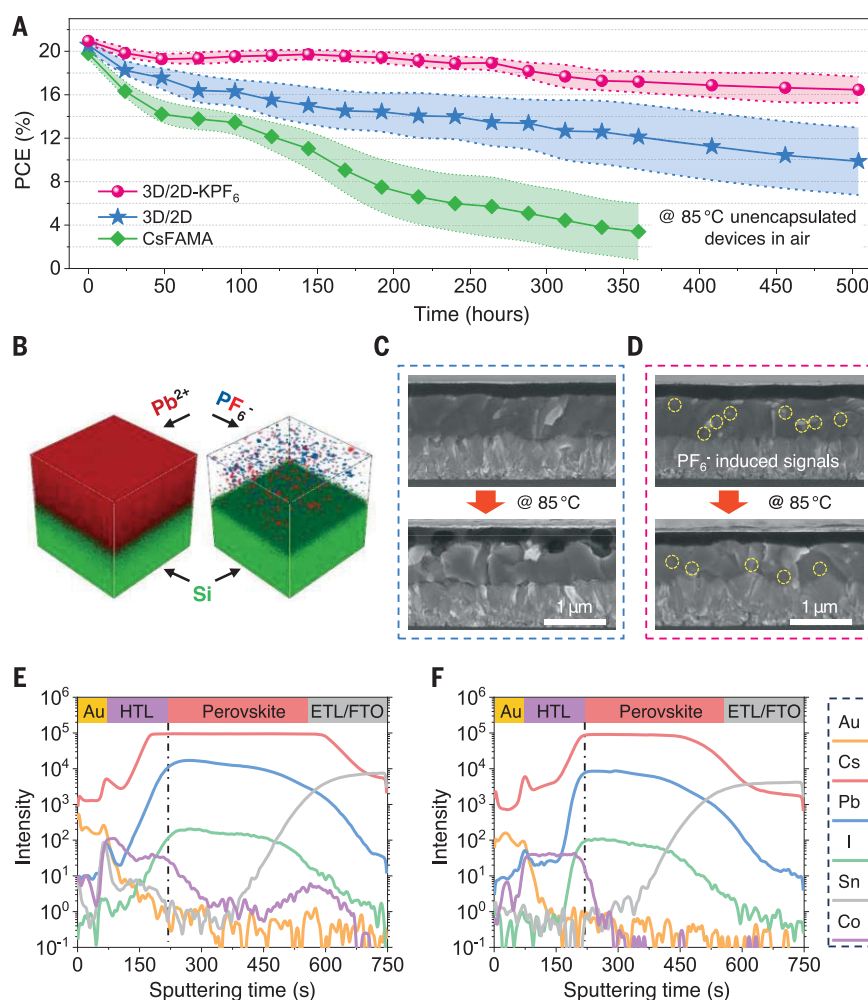 A
PCE (%)
20
16
12
8
4
0
3D/2D-KPF6
3D/2D
CsFAMA
@ 85 °C unencapsulated
devices in air
0 50 100 150 200 250 300 350 400 450 500
Time (hours)
B
Pb2+ PF6-
Si
C
@ 85 °C
1 μm
D
PF6- induced signals
@ 85 °C
1 μm
E
Au HTL Perovskite ETL/FTO
Intensity
10^6
10^5
10^4
10^3
10^2
10^1
10^0
10^-1
0 150 300 450 600 750
Sputtering time (s)
F
Au HTL Perovskite ETL/FTO
Intensity
10^6
10^5
10^4
10^3
10^2
10^1
10^0
10^-1
0 150 300 450 600 750
Sputtering time (s)
Au
Cs
Pb
I
Sn
Co